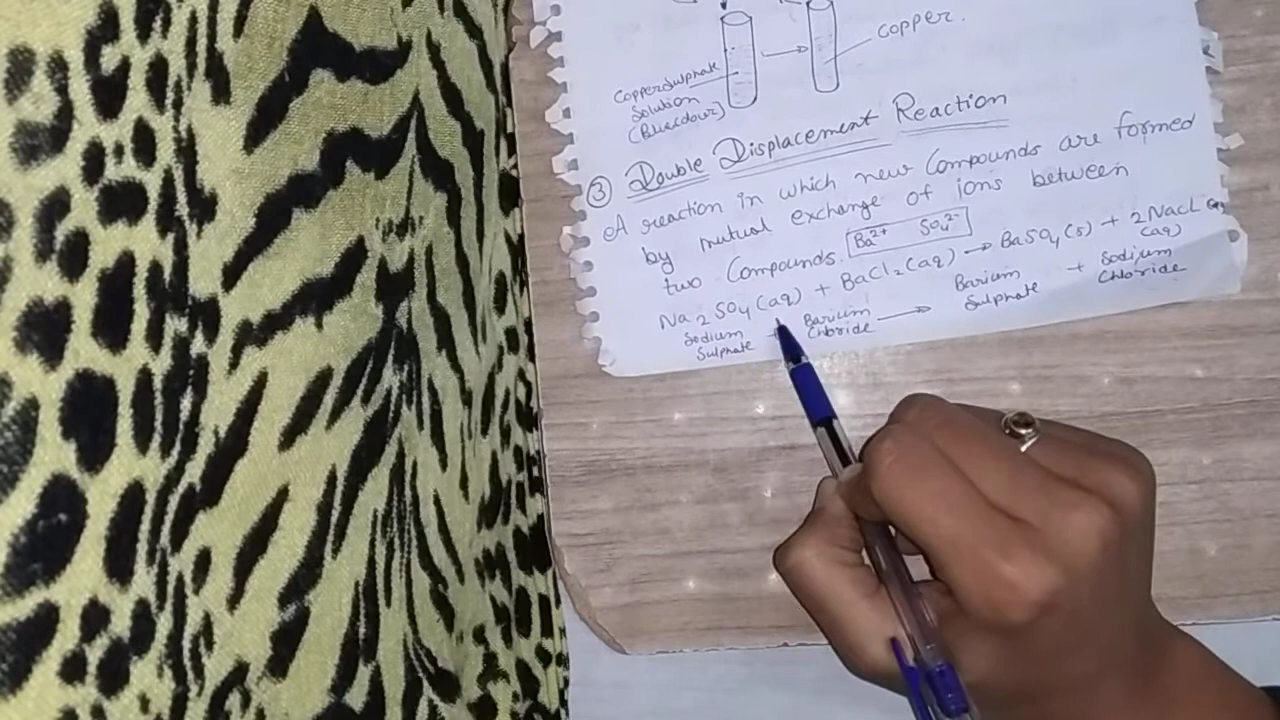 Copper.
Copper Sulphate
Solution
(Bluecolour)
③ Double Displacement Reaction
A reaction in which new Compounds are formed
by mutual exchange of ions between
two Compounds. Ba²⁺ SO₄²⁻
Na₂SO₄(aq) + BaCl₂(aq) → BaSO₄(s) + 2NaCl (aq)
Sodium Sulphate + Barium Chloride → Barium Sulphate + Sodium Chloride